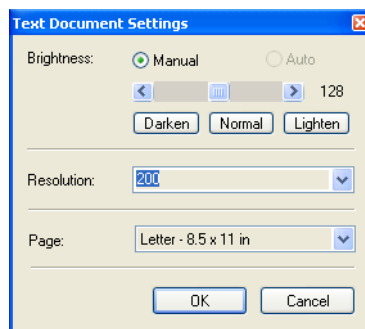 Text Document Settings
Brightness: Manual Auto
128
Darken Normal Lighten
Resolution: 200
Page: Letter - 8.5 x 11 in
OK Cancel